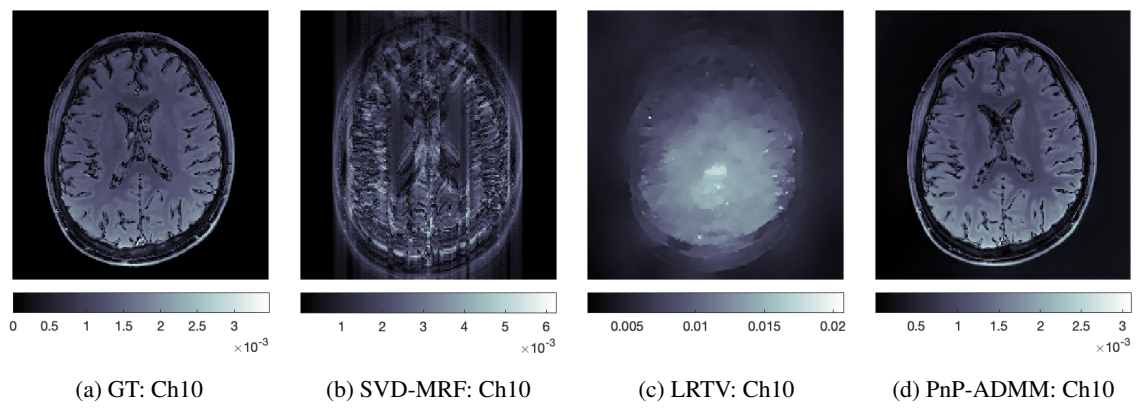 0 0.5 1 1.5 2 2.5 3
×10-3
1 2 3 4 5 6
×10-3
0.005 0.01 0.015 0.02
0.5 1 1.5 2 2.5 3
×10-3
(a) GT: Ch10
(b) SVD-MRF: Ch10
(c) LRTV: Ch10
(d) PnP-ADMM: Ch10